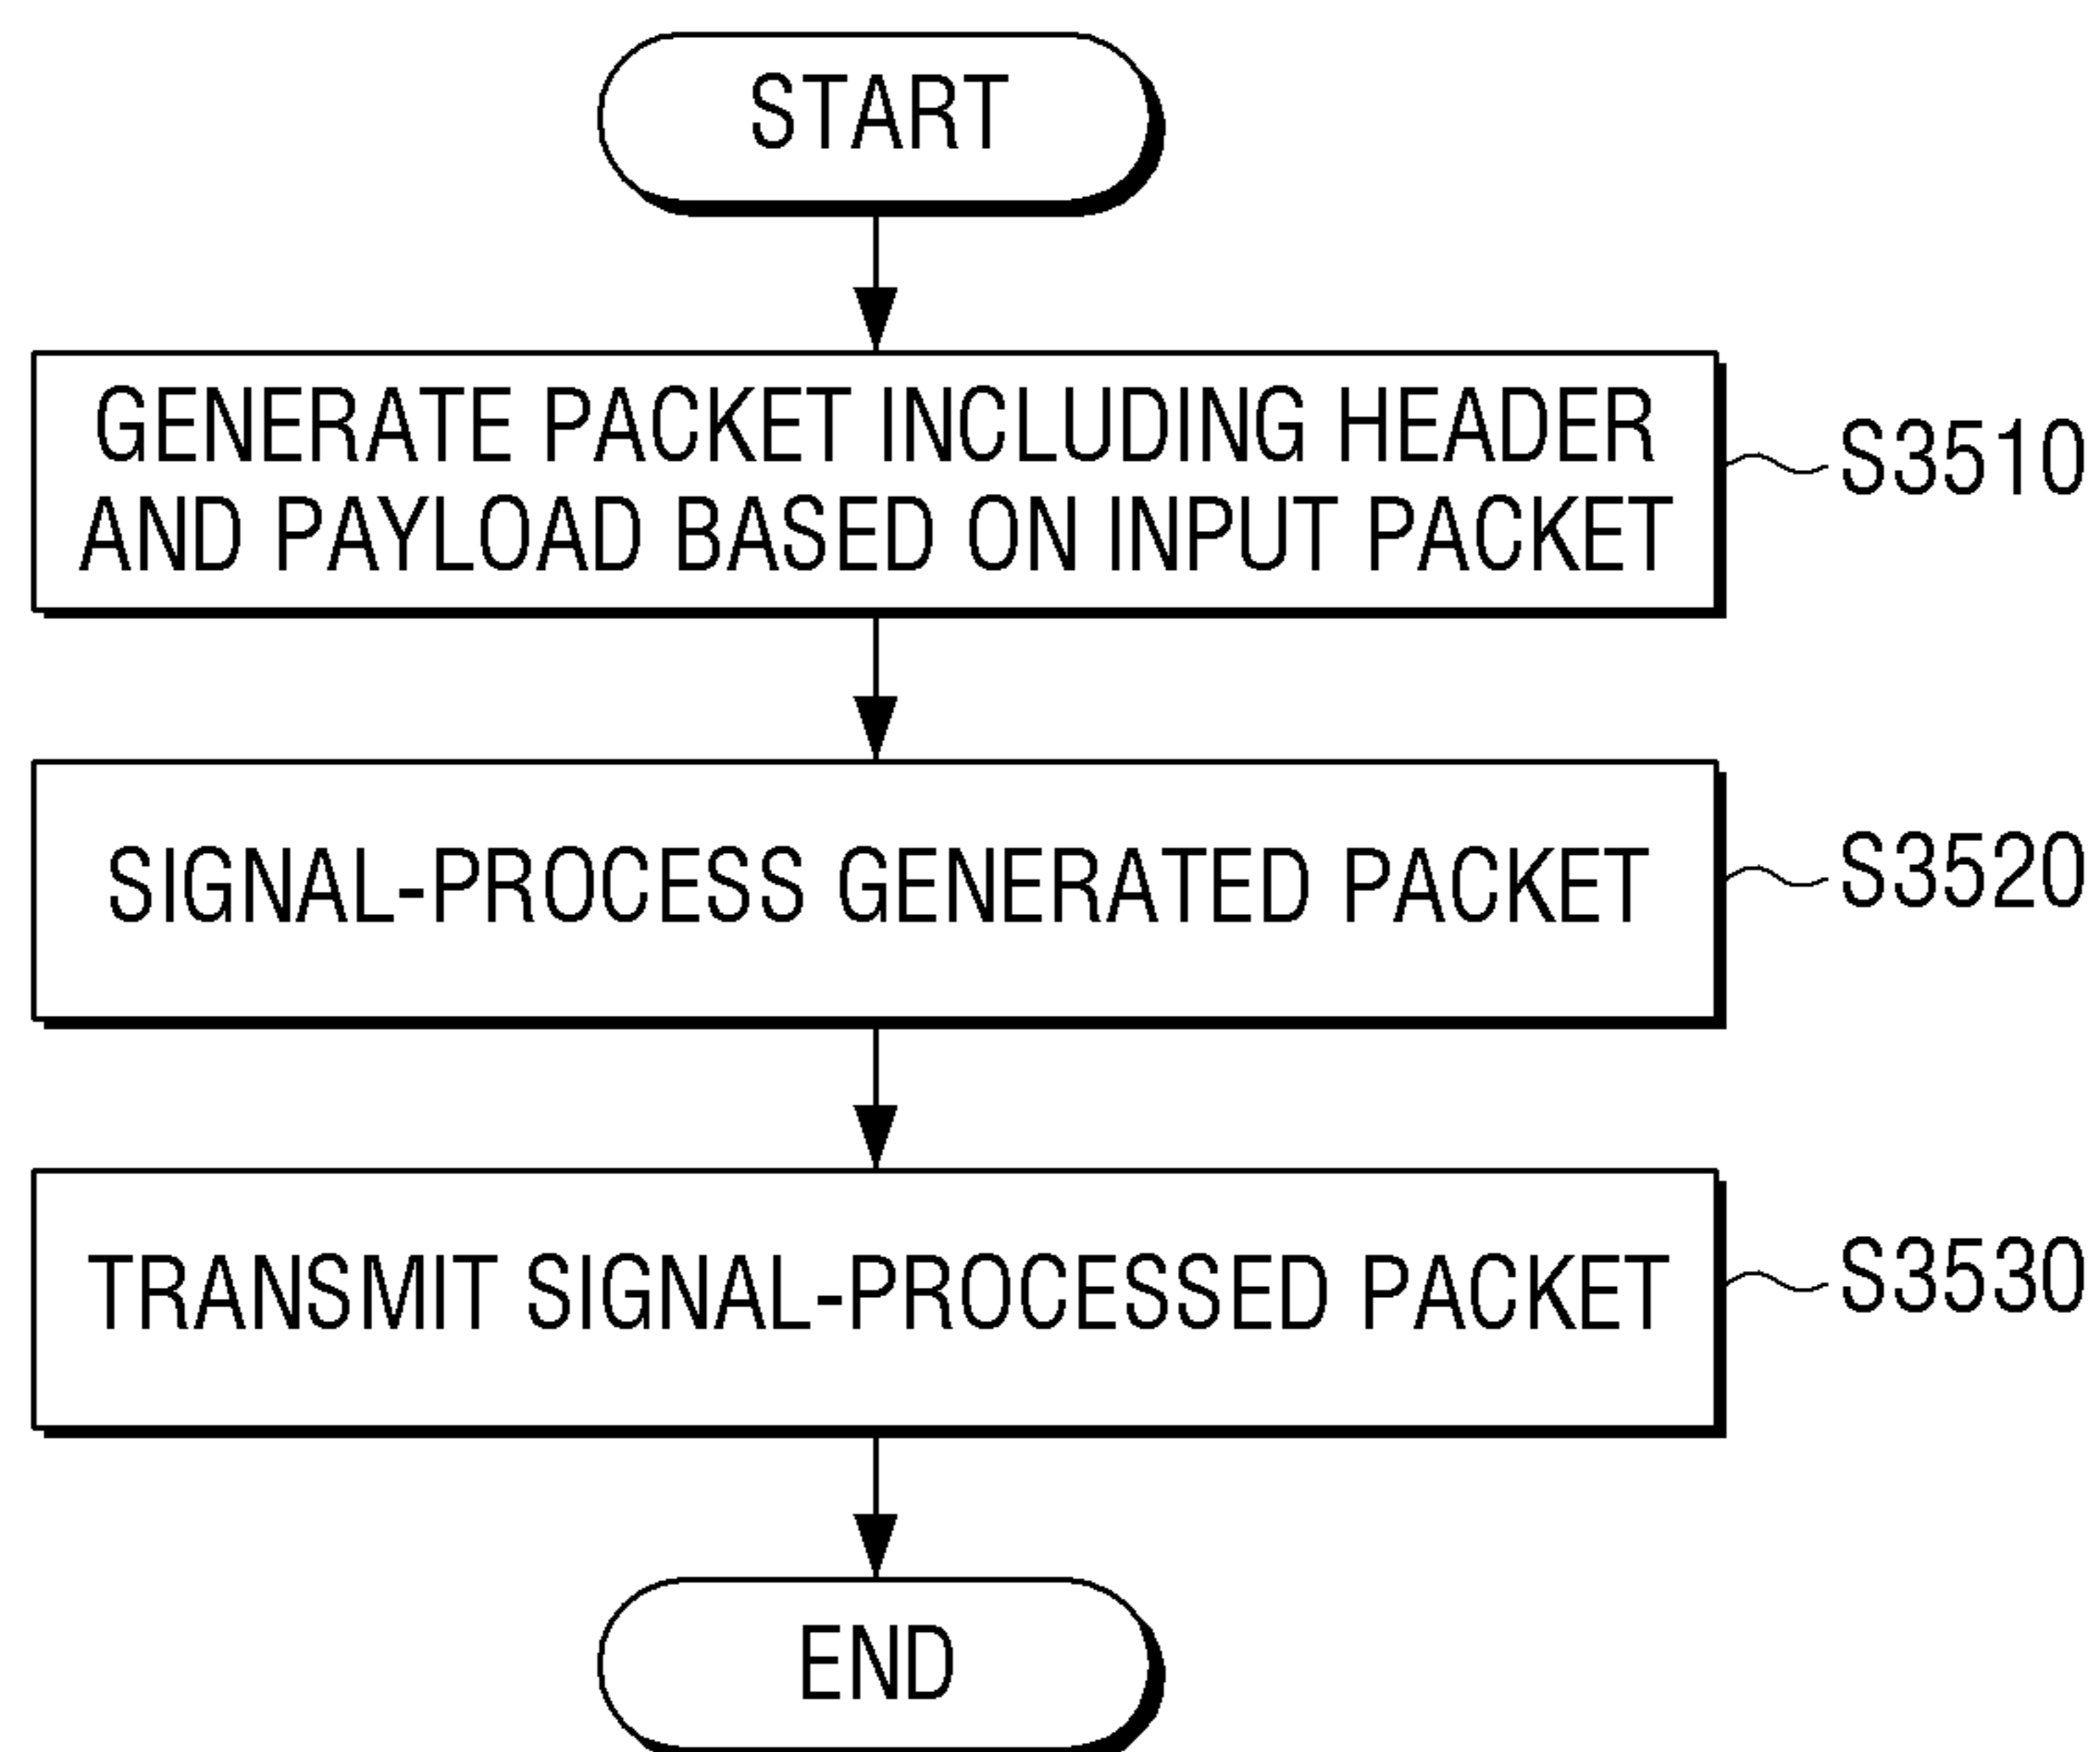 START
GENERATE PACKET INCLUDING HEADER
AND PAYLOAD BASED ON INPUT PACKET
S3510
SIGNAL-PROCESS GENERATED PACKET
S3520
TRANSMIT SIGNAL-PROCESSED PACKET
S3530
END